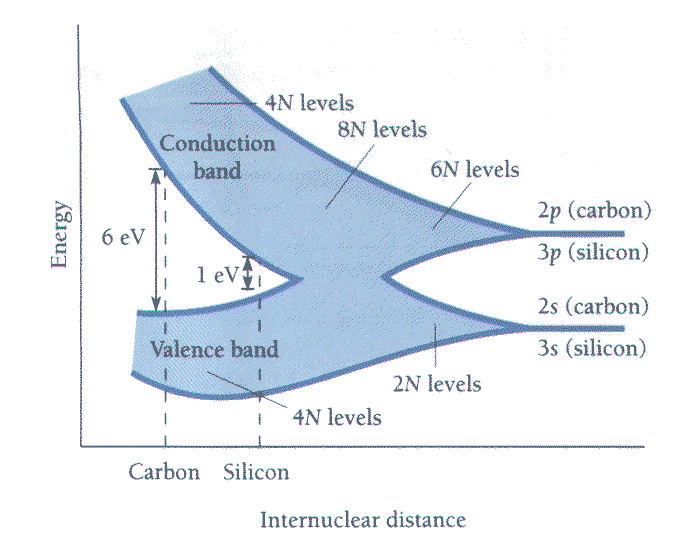 4N levels
8N levels
Conduction
band
6N levels
2p (carbon)
3p (silicon)
Energy
6 eV
1 eV
2s (carbon)
3s (silicon)
Valence band
2N levels
4N levels
Carbon
Silicon
Internuclear distance